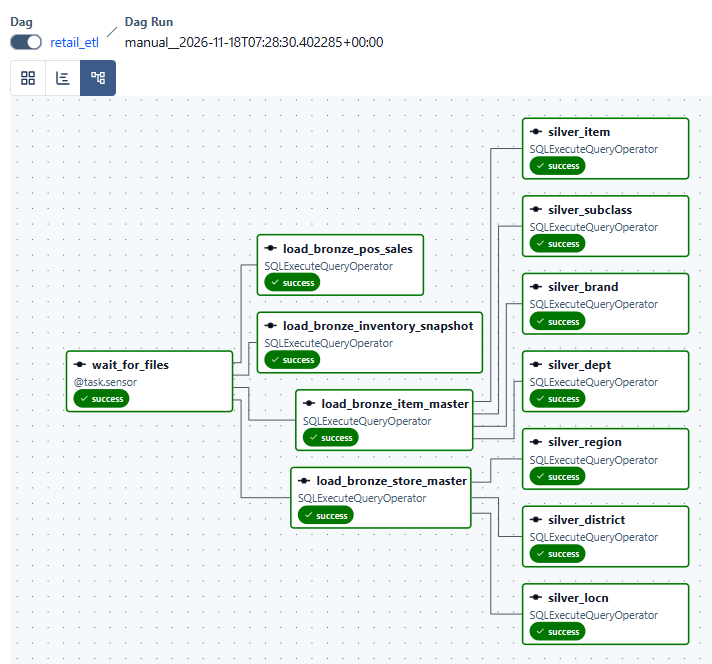 Dag
Dag Run
retail_etl
manual__2026-11-18T07:28:30.402285+00:00
wait_for_files
@task.sensor
success
load_bronze_pos_sales
SQLExecuteQueryOperator
success
load_bronze_inventory_snapshot
SQLExecuteQueryOperator
success
load_bronze_item_master
SQLExecuteQueryOperator
success
load_bronze_store_master
SQLExecuteQueryOperator
success
silver_item
SQLExecuteQueryOperator
success
silver_subclass
SQLExecuteQueryOperator
success
silver_brand
SQLExecuteQueryOperator
success
silver_dept
SQLExecuteQueryOperator
success
silver_region
SQLExecuteQueryOperator
success
silver_district
SQLExecuteQueryOperator
success
silver_locn
SQLExecuteQueryOperator
success